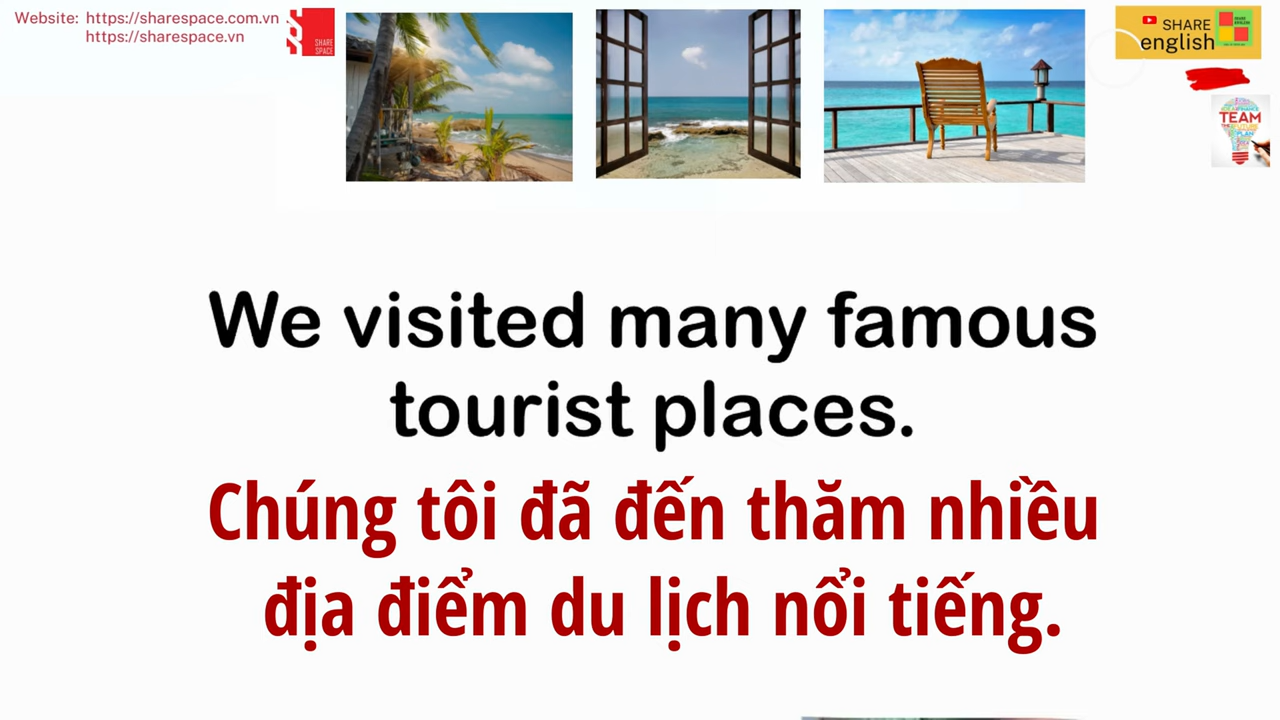 Website: https://sharespace.com.vn
https://sharespace.vn
SHARE
SPACE
SHARE
english
TEAM
PLAN
We visited many famous
tourist places.
Chúng tôi đã đến thăm nhiều
địa điểm du lịch nổi tiếng.